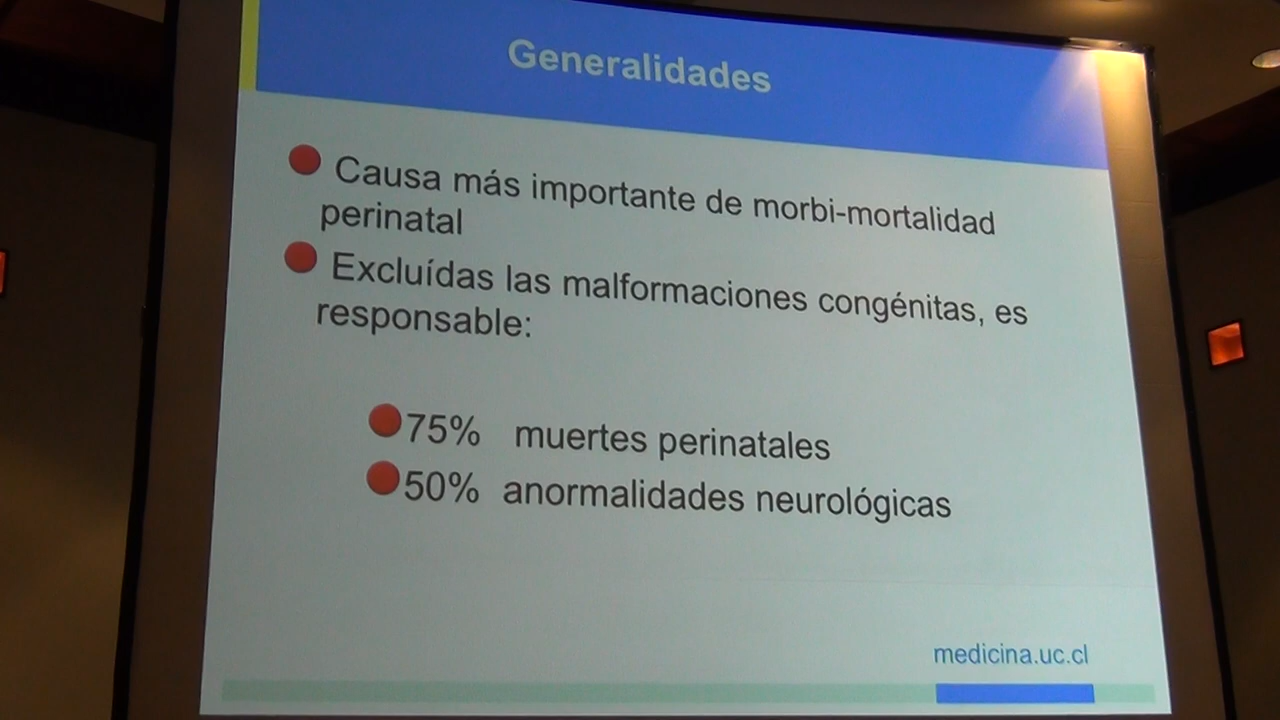 Generalidades
Causa más importante de morbi-mortalidad
perinatal
Excluídas las malformaciones congénitas, es
responsable:
75% muertes perinatales
50% anormalidades neurológicas
medicina.uc.cl